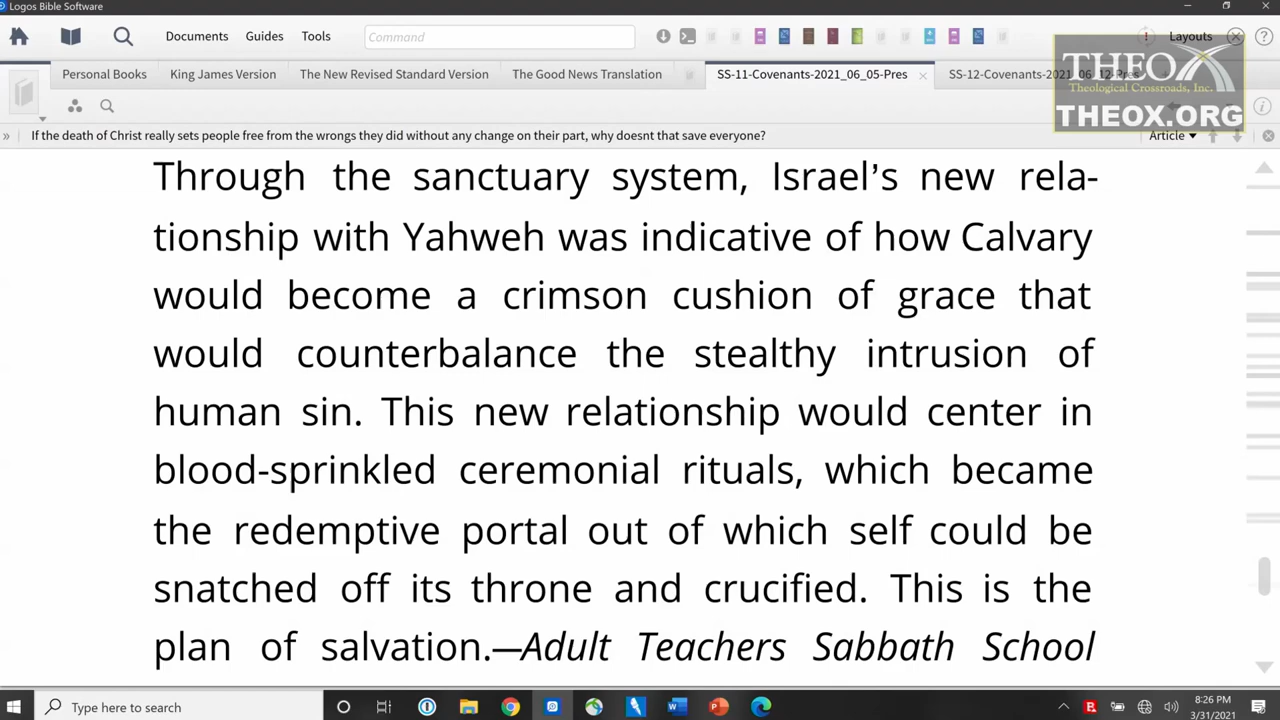 Logos Bible Software
Documents Guides Tools Command Layouts
THEOX
Theological Crossroads, Inc.
THEOX.ORG
Personal Books King James Version The New Revised Standard Version The Good News Translation SS-11-Covenants-2021_06_05-Pres SS-12-Covenants-2021_06_12-Pres
If the death of Christ really sets people free from the wrongs they did without any change on their part, why doesnt that save everyone? Article
Through the sanctuary system, Israel’s new rela-
tionship with Yahweh was indicative of how Calvary
would become a crimson cushion of grace that
would counterbalance the stealthy intrusion of
human sin. This new relationship would center in
blood-sprinkled ceremonial rituals, which became
the redemptive portal out of which self could be
snatched off its throne and crucified. This is the
plan of salvation.—Adult Teachers Sabbath School
Type here to search
8:26 PM
3/31/2021